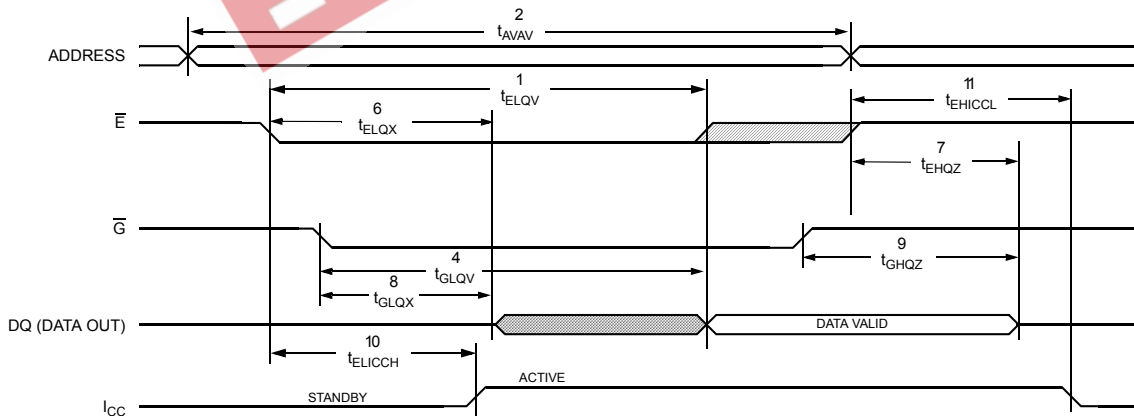 2
tAVAV
ADDRESS
1
tELQV
11
tEHICCL
6
tELQX
E
7
tEHQZ
G
9
tGHQZ
4
tGLQV
8
tGLQX
DQ (DATA OUT)
DATA VALID
10
tELICCH
ACTIVE
STANDBY
ICC